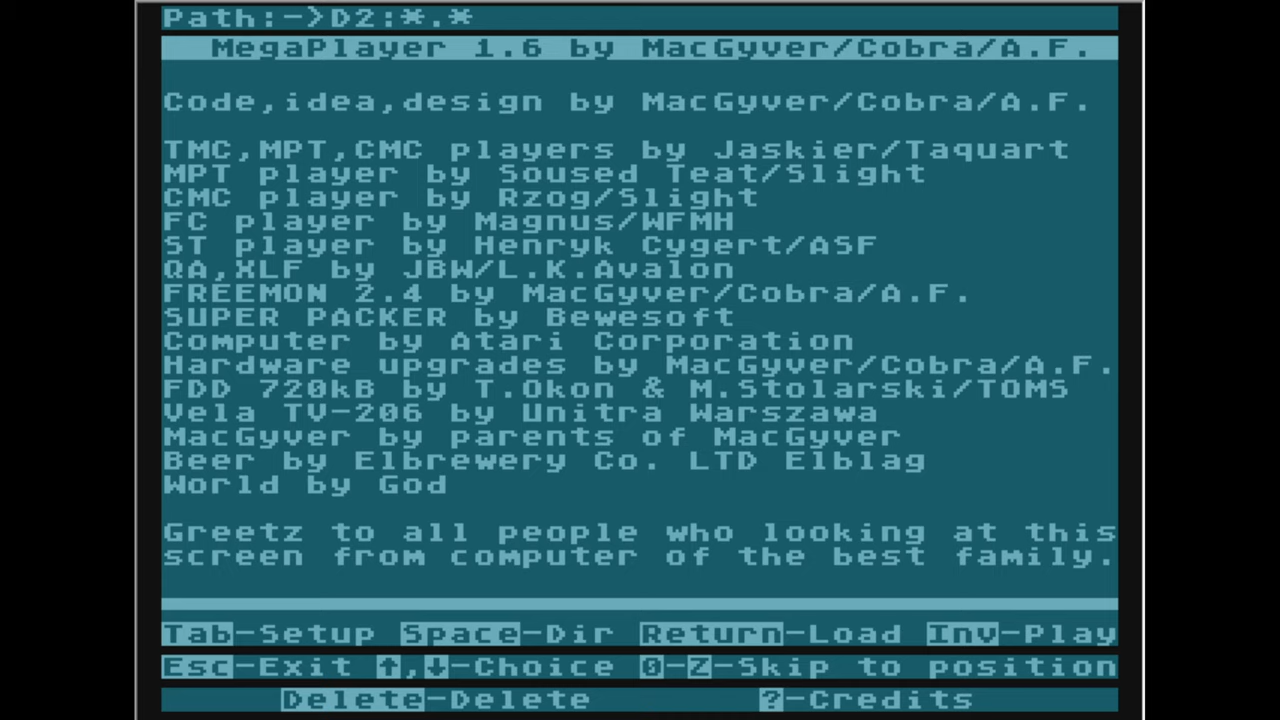 Path:->D2:*.*
MegaPlayer 1.6 by MacGyver/Cobra/A.F.
Code,idea,design by MacGyver/Cobra/A.F.
TMC,MPT,CMC players by Jaskier/Taquart
MPT player by Soused Teat/Slight
CMC player by Rzog/Slight
FC player by Magnus/WFMH
ST player by Henryk Cygert/ASF
QA,XLF by JBW/L.K.Avalon
FREEMON 2.4 by MacGyver/Cobra/A.F.
SUPER PACKER by Bewesoft
Computer by Atari Corporation
Hardware upgrades by MacGyver/Cobra/A.F.
FDD 720kB by T.Okon & M.Stolarski/TOMS
Vela TV-206 by Unitra Warszawa
MacGyver by parents of MacGyver
Beer by Elbrewery Co. LTD Elblag
World by God
Greetz to all people who looking at this
screen from computer of the best family.
Tab-Setup Space-Dir Return-Load Inv-Play
Esc-Exit ↑,↓-Choice 0-Z-Skip to position
Delete-Delete ?-Credits